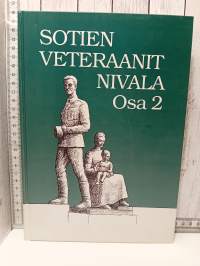 SOTIEN
VETERAANIT
NIVALA
Osa 2